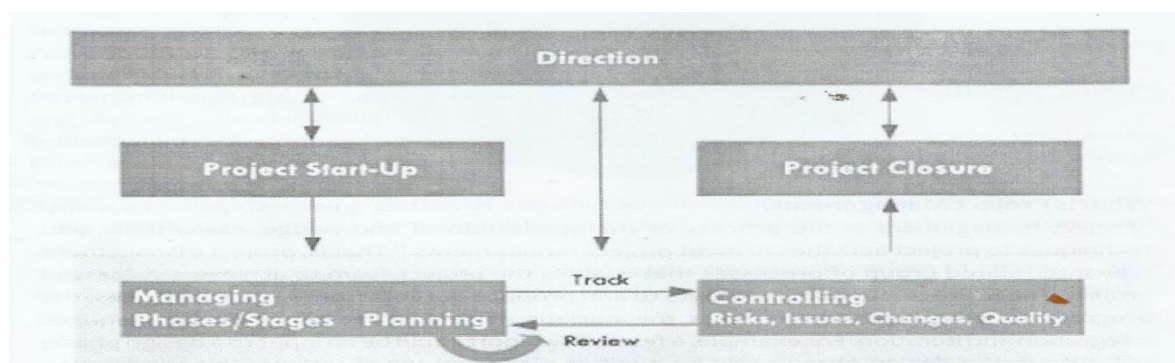 Direction
Project Start-Up
Project Closure
Track
Managing
Phases/Stages Planning
Controlling
Risks, Issues, Changes, Quality
Review